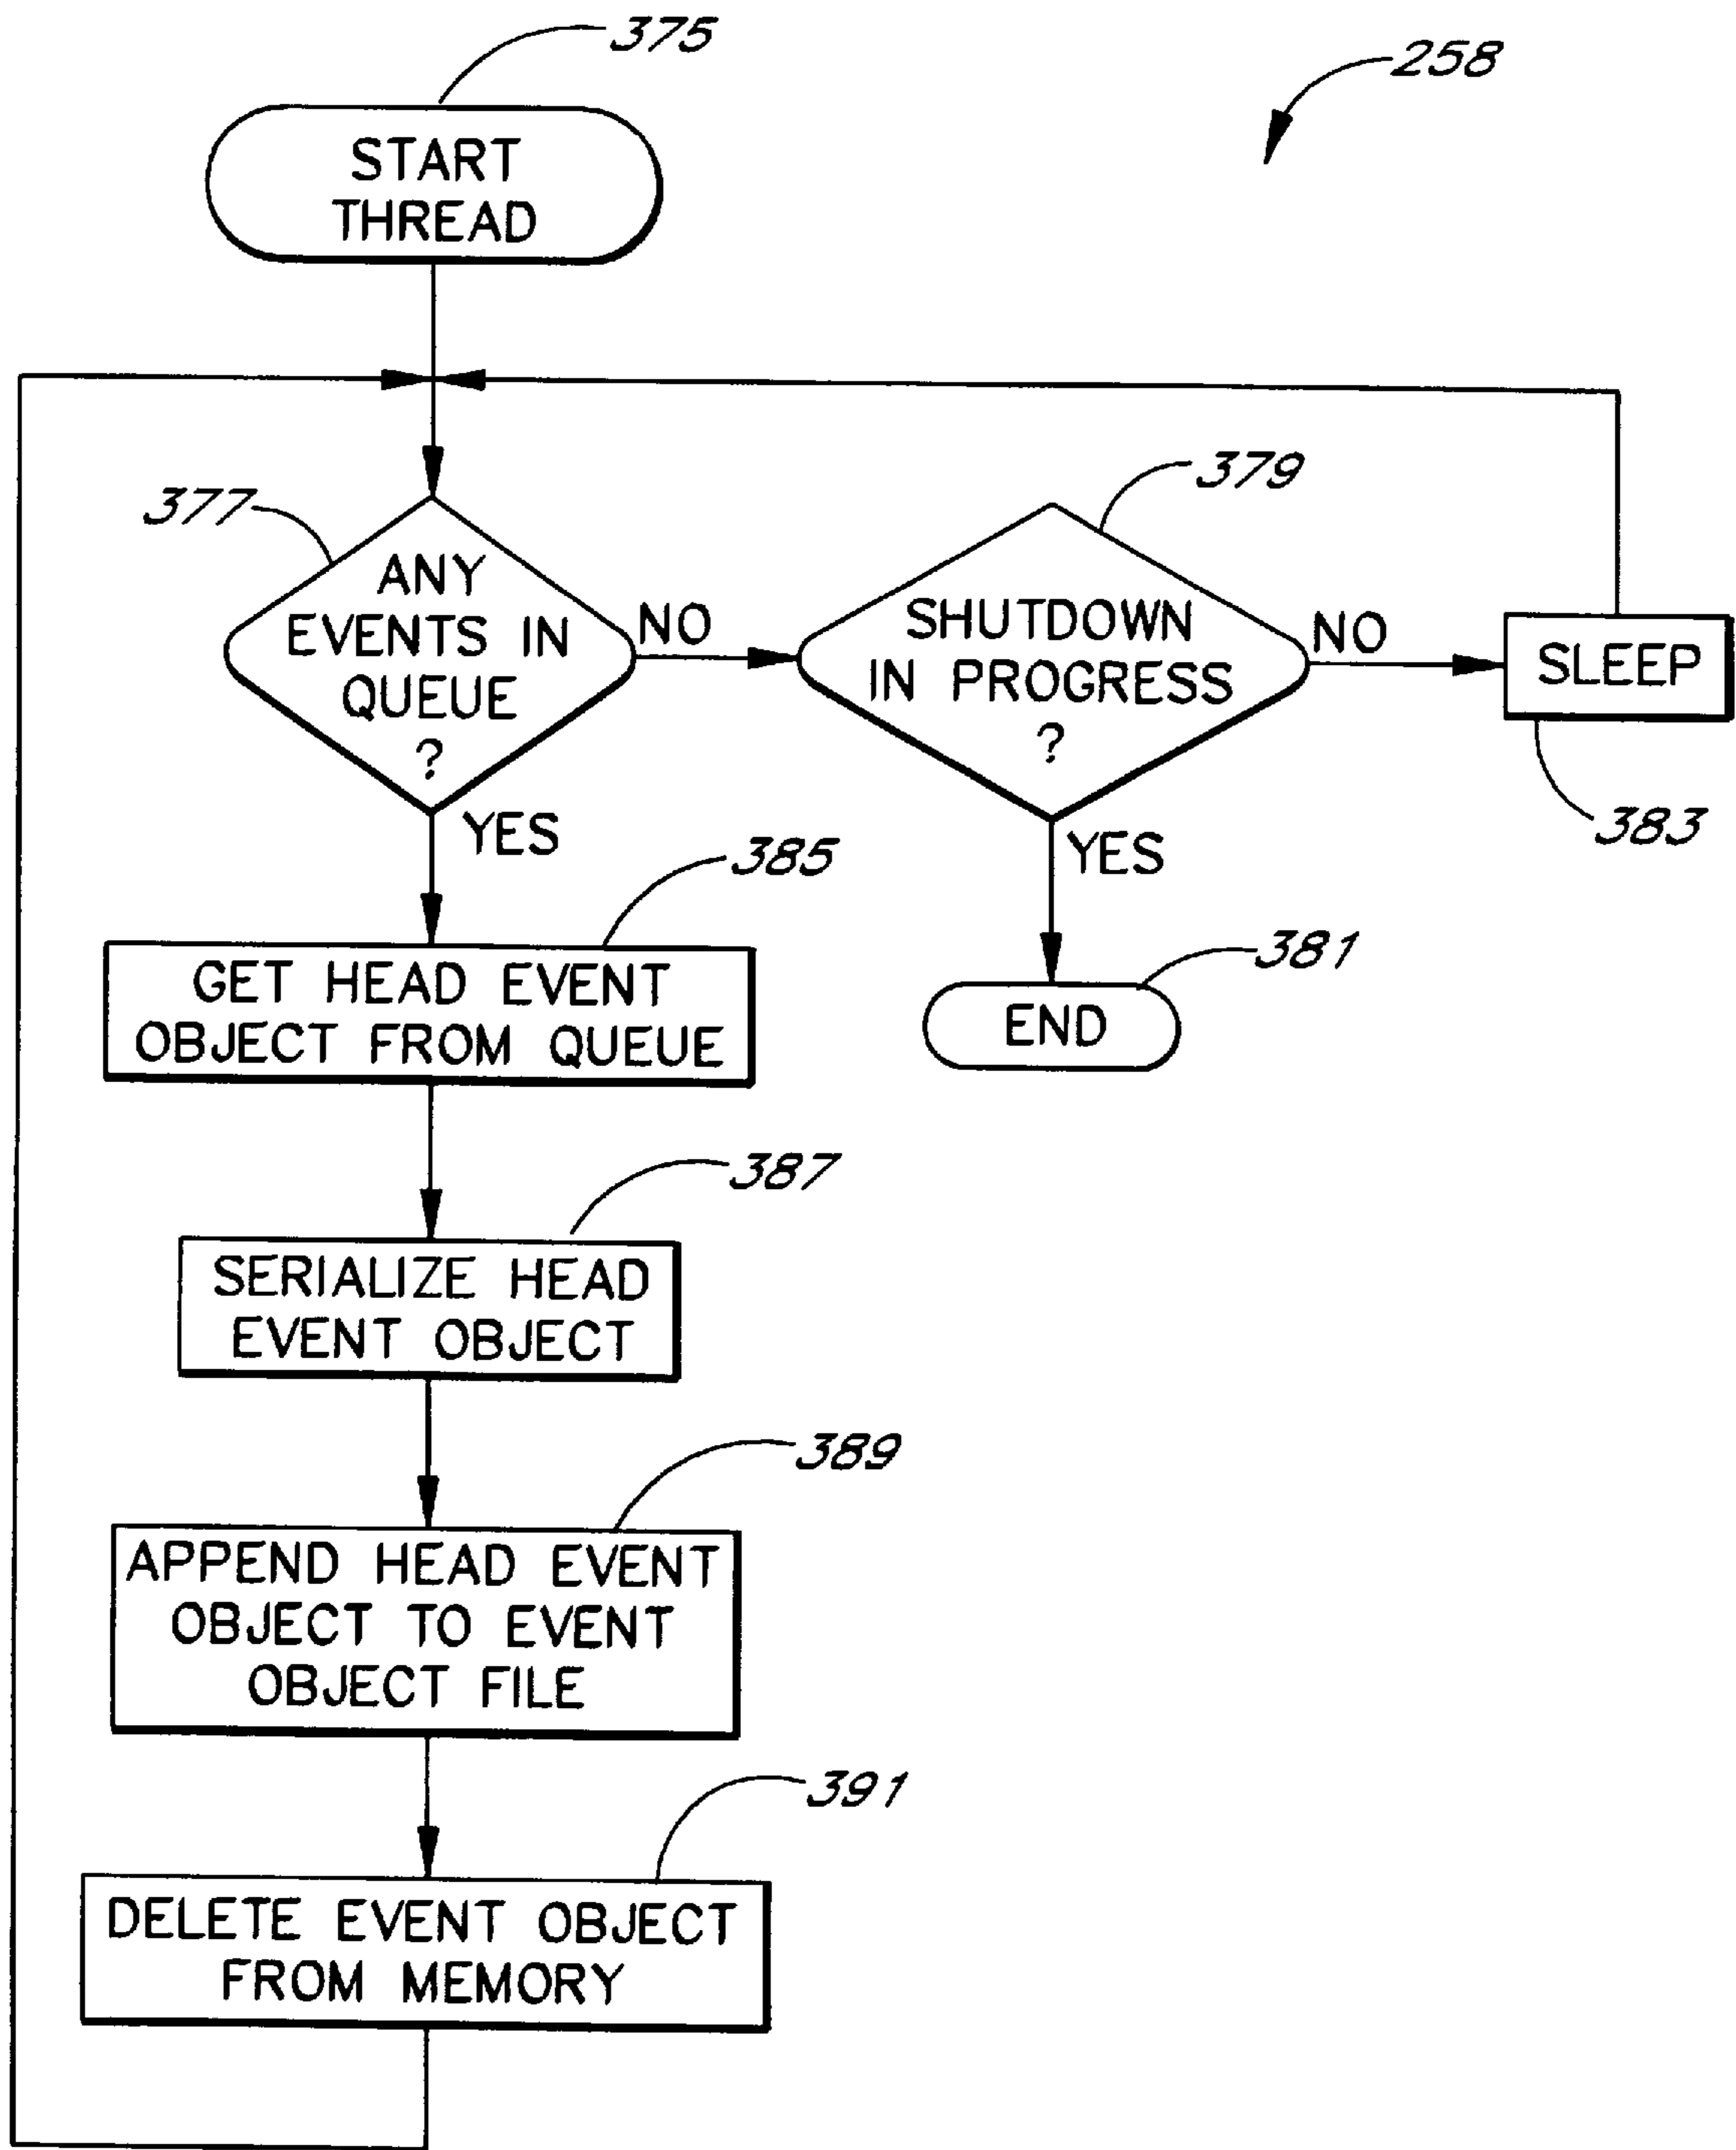 375
258
START
THREAD
377
379
ANY
EVENTS IN
QUEUE
?
NO
SHUTDOWN
IN PROGRESS
?
NO
SLEEP
383
YES
YES
385
381
GET HEAD EVENT
OBJECT FROM QUEUE
END
387
SERIALIZE HEAD
EVENT OBJECT
389
APPEND HEAD EVENT
OBJECT TO EVENT
OBJECT FILE
391
DELETE EVENT OBJECT
FROM MEMORY